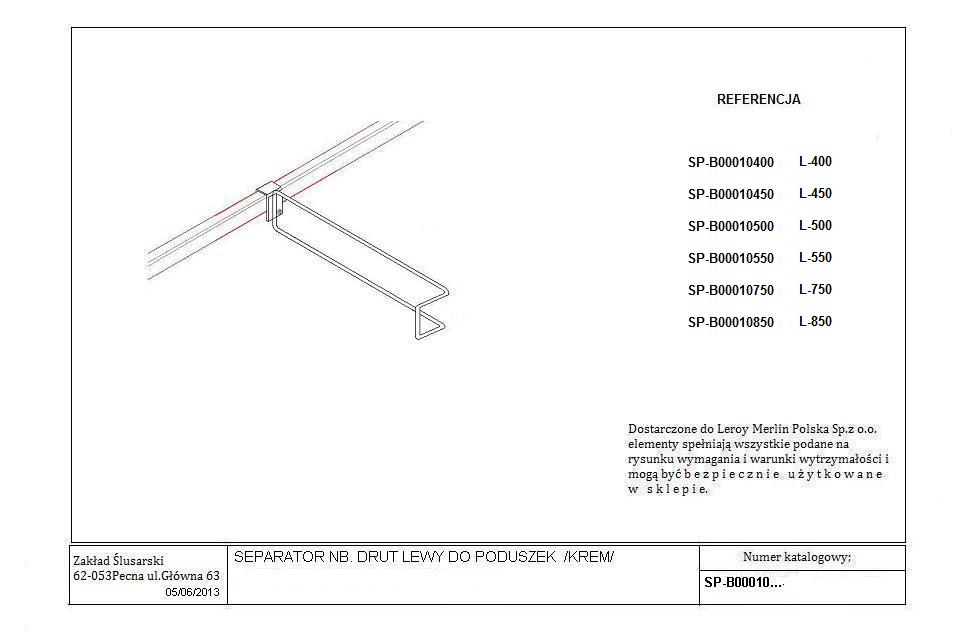 REFERENCJA
SP-B00010400 L-400
SP-B00010450 L-450
SP-B00010500 L-500
SP-B00010550 L-550
SP-B00010750 L-750
SP-B00010850 L-850
Dostarczone do Leroy Merlin Polska Sp.z o.o.
elementy spełniają wszystkie podane na
rysunku wymagania i warunki wytrzymałości i
mogą być b e z p i e c z n i e u ż y t k o w a n e
w s k l e p i e.
Zakład Ślusarski
62-053Pecna ul.Główna 63
05/06/2013
SEPARATOR NB. DRUT LEWY DO PODUSZEK /KREM/
Numer katalogowy;
SP-B00010...